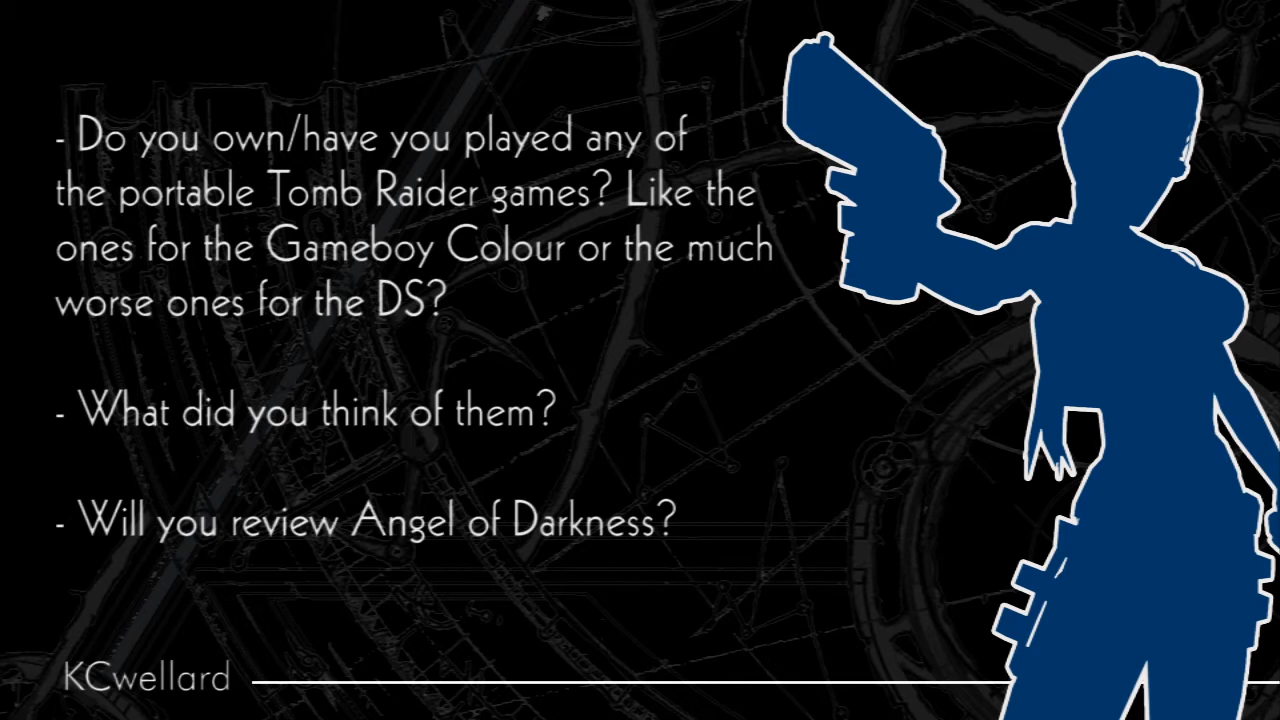 - Do you own/have you played any of
the portable Tomb Raider games? Like the
ones for the Gameboy Colour or the much
worse ones for the DS?
- What did you think of them?
- Will you review Angel of Darkness?
KCwellard